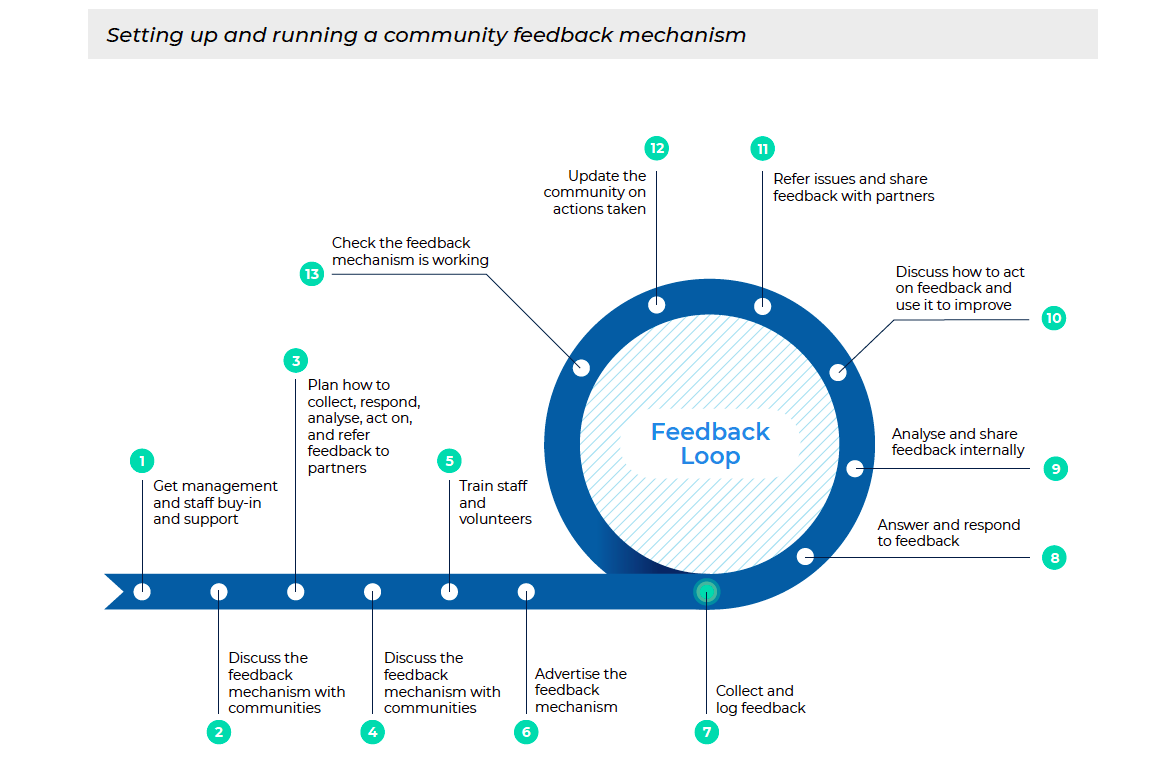 Setting up and running a community feedback mechanism
12
Update the
community on
actions taken
11
Refer issues and share
feedback with partners
13
Check the feedback
mechanism is working
Discuss how to act
on feedback and
use it to improve
10
3
Plan how to
collect, respond,
analyse, act on,
and refer
feedback to
partners
Feedback
Loop
Analyse and share
feedback internally
9
1
Get management
and staff buy-in
and support
5
Train staff
and
volunteers
Answer and respond
to feedback
8
Discuss the
feedback
mechanism with
communities
2
Discuss the
feedback
mechanism with
communities
4
Advertise the
feedback
mechanism
6
Collect and
log feedback
7